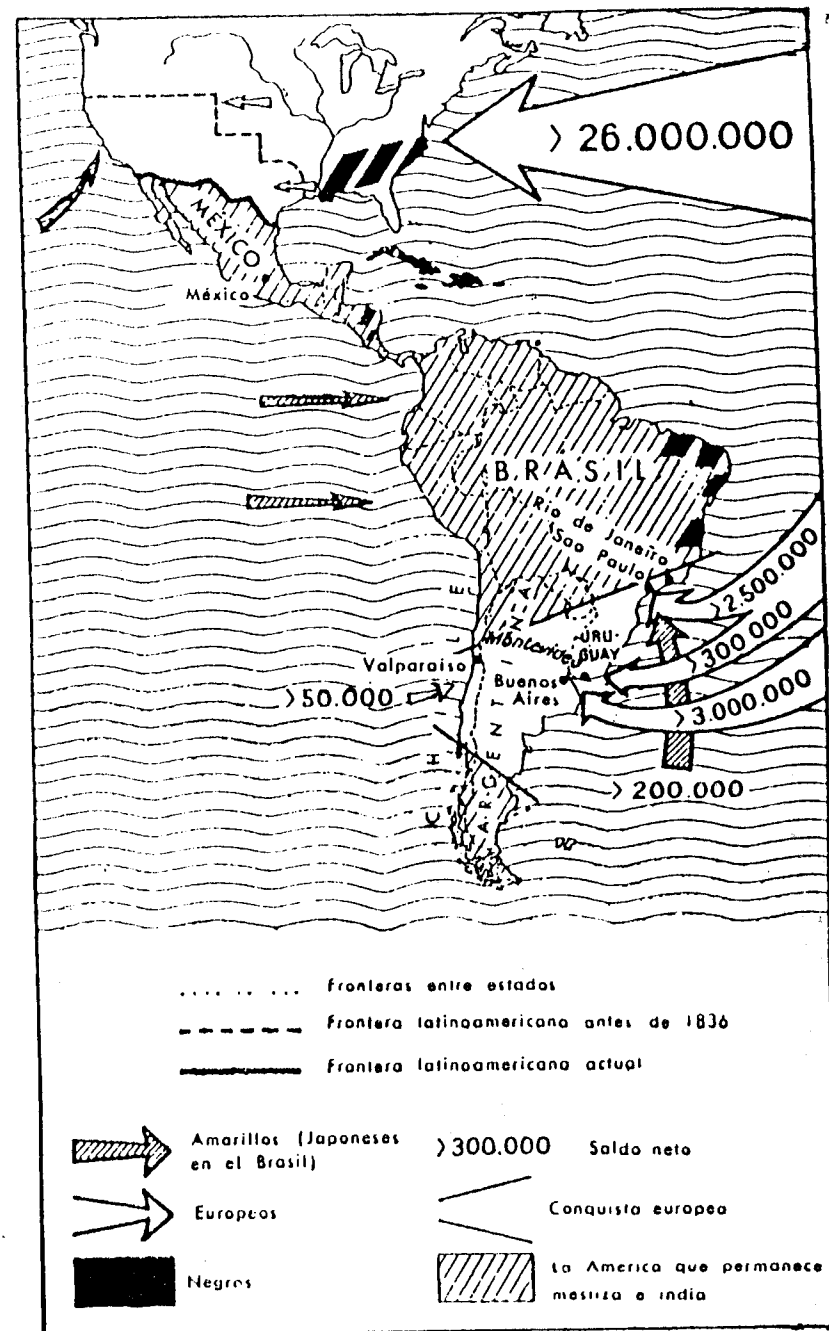 > 26.000.000
MÉXICO
México
BRASIL
Rio de Janeiro
Sao Paulo
>2.500.000
CHILE
ARGENTINA
Montevideo
URU-
GUAY
>300.000
Valparaiso
Buenos
Aires
>50.000
>3.000.000
>200.000
Fronteras entre estados
Frontera latinoamericana antes de 1836
Frontera latinoamericana actual
Amarillos (Japoneses
en el Brasil)
>300.000 Saldo neto
Europeos
Conquista europea
Negros
La America que permanece
mestiza e india